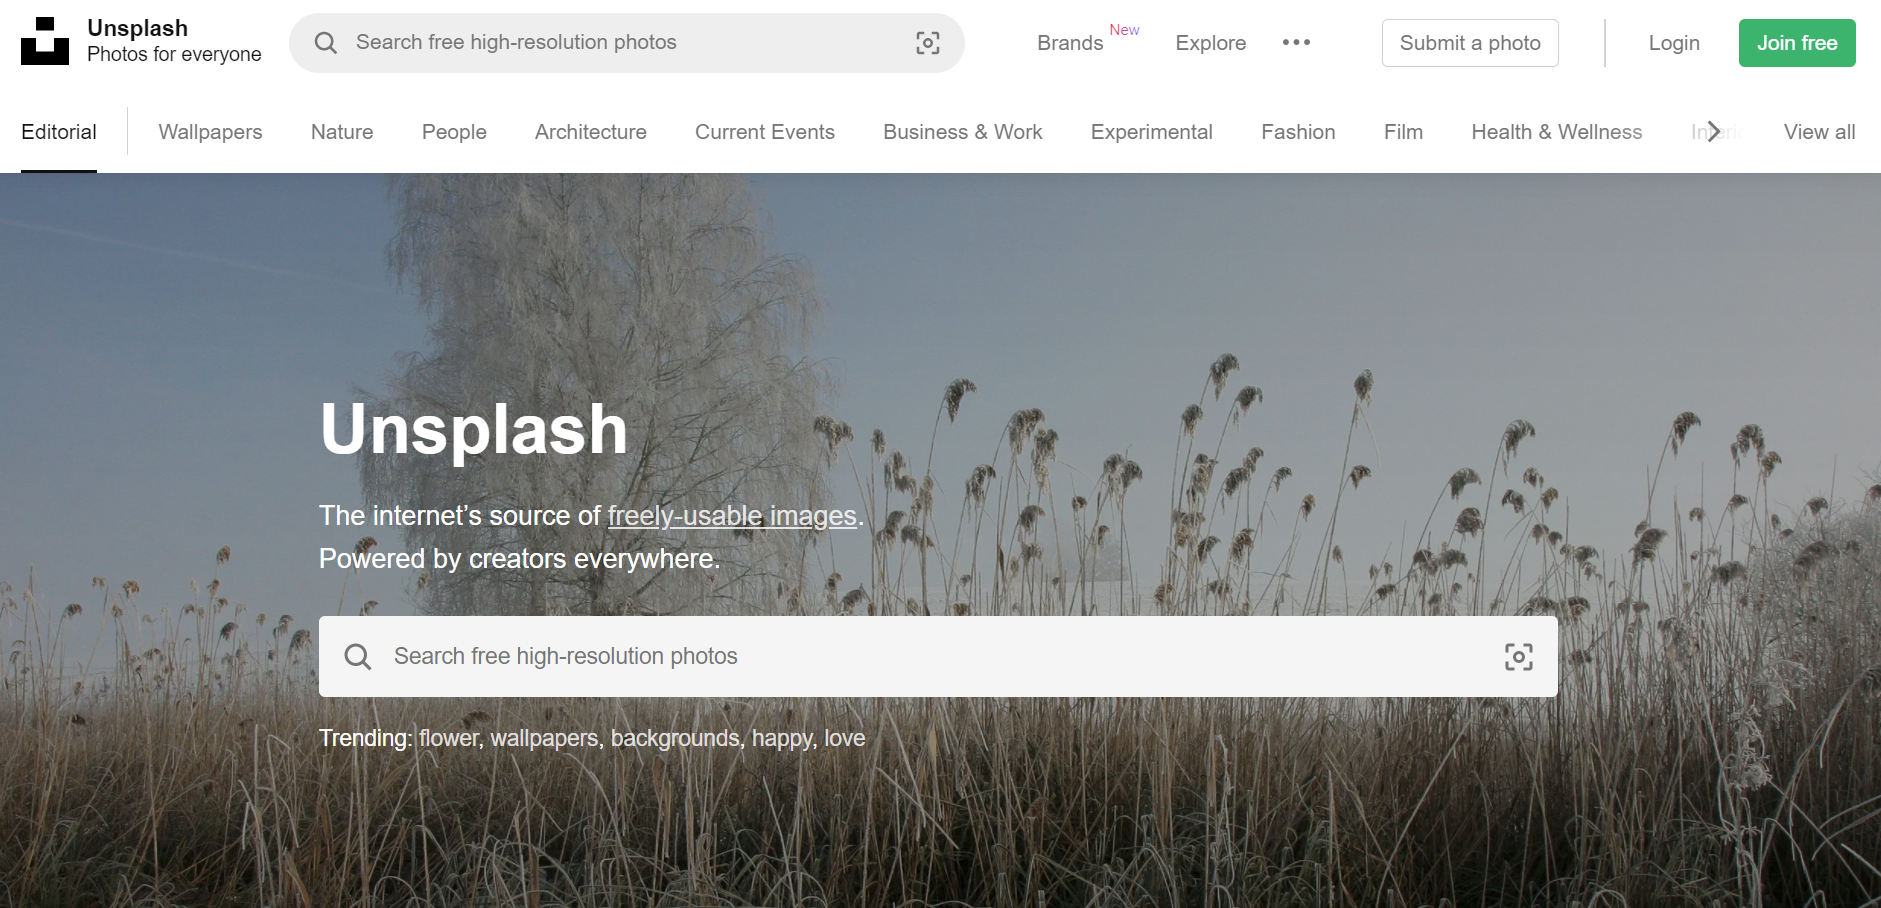 Unsplash
Photos for everyone
Search free high-resolution photos
Brands New
Explore
Submit a photo
Login
Join free
Editorial
Wallpapers
Nature
People
Architecture
Current Events
Business & Work
Experimental
Fashion
Film
Health & Wellness
View all
Unsplash
The internet’s source of freely-usable images.
Powered by creators everywhere.
Search free high-resolution photos
Trending: flower, wallpapers, backgrounds, happy, love